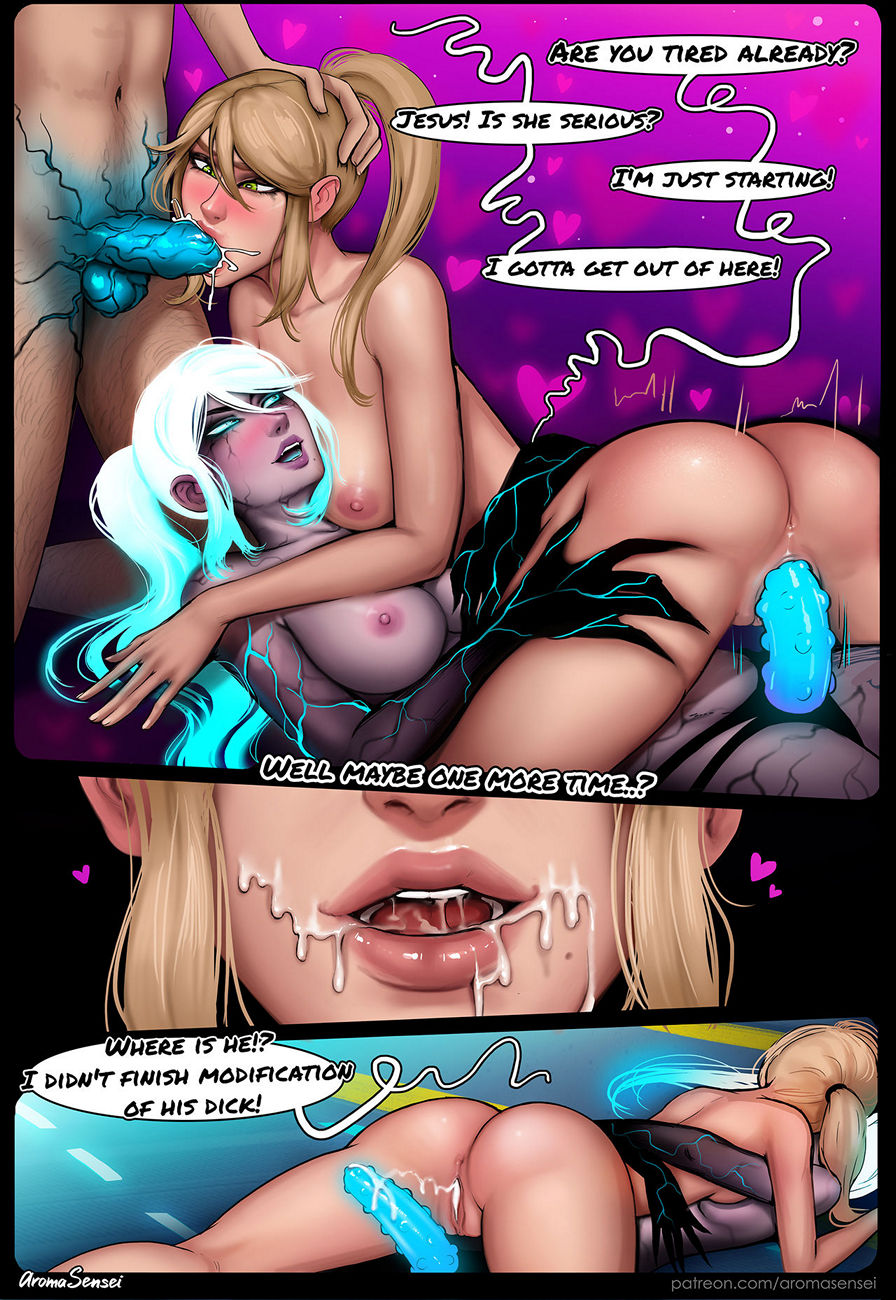 Are you tired already?
Jesus! Is she serious?
I'm just starting!
I gotta get out of here!
Well maybe one more time..?
Where is he!?
I didn't finish modification
of his dick!
AromaSensei
patreon.com/aromasensei